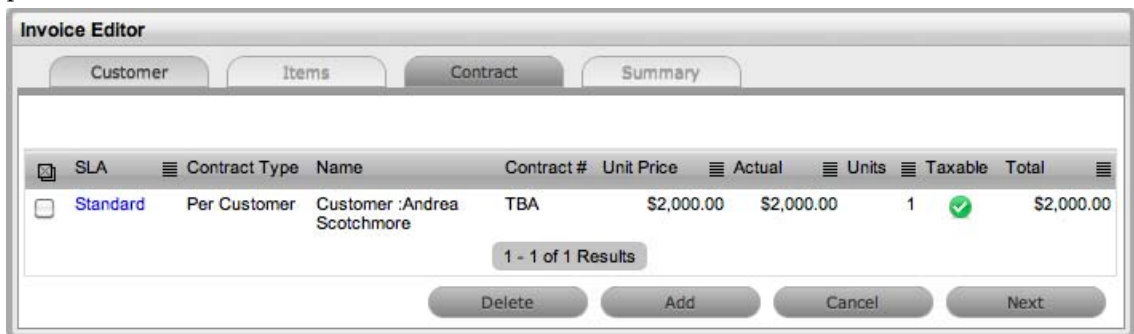 Invoice Editor
Customer Items Contract Summary
SLA Contract Type Name Contract # Unit Price Actual Units Taxable Total
Standard Per Customer Customer :Andrea TBA $2,000.00 $2,000.00 1 $2,000.00
Scotchmore
1 - 1 of 1 Results
Delete Add Cancel Next